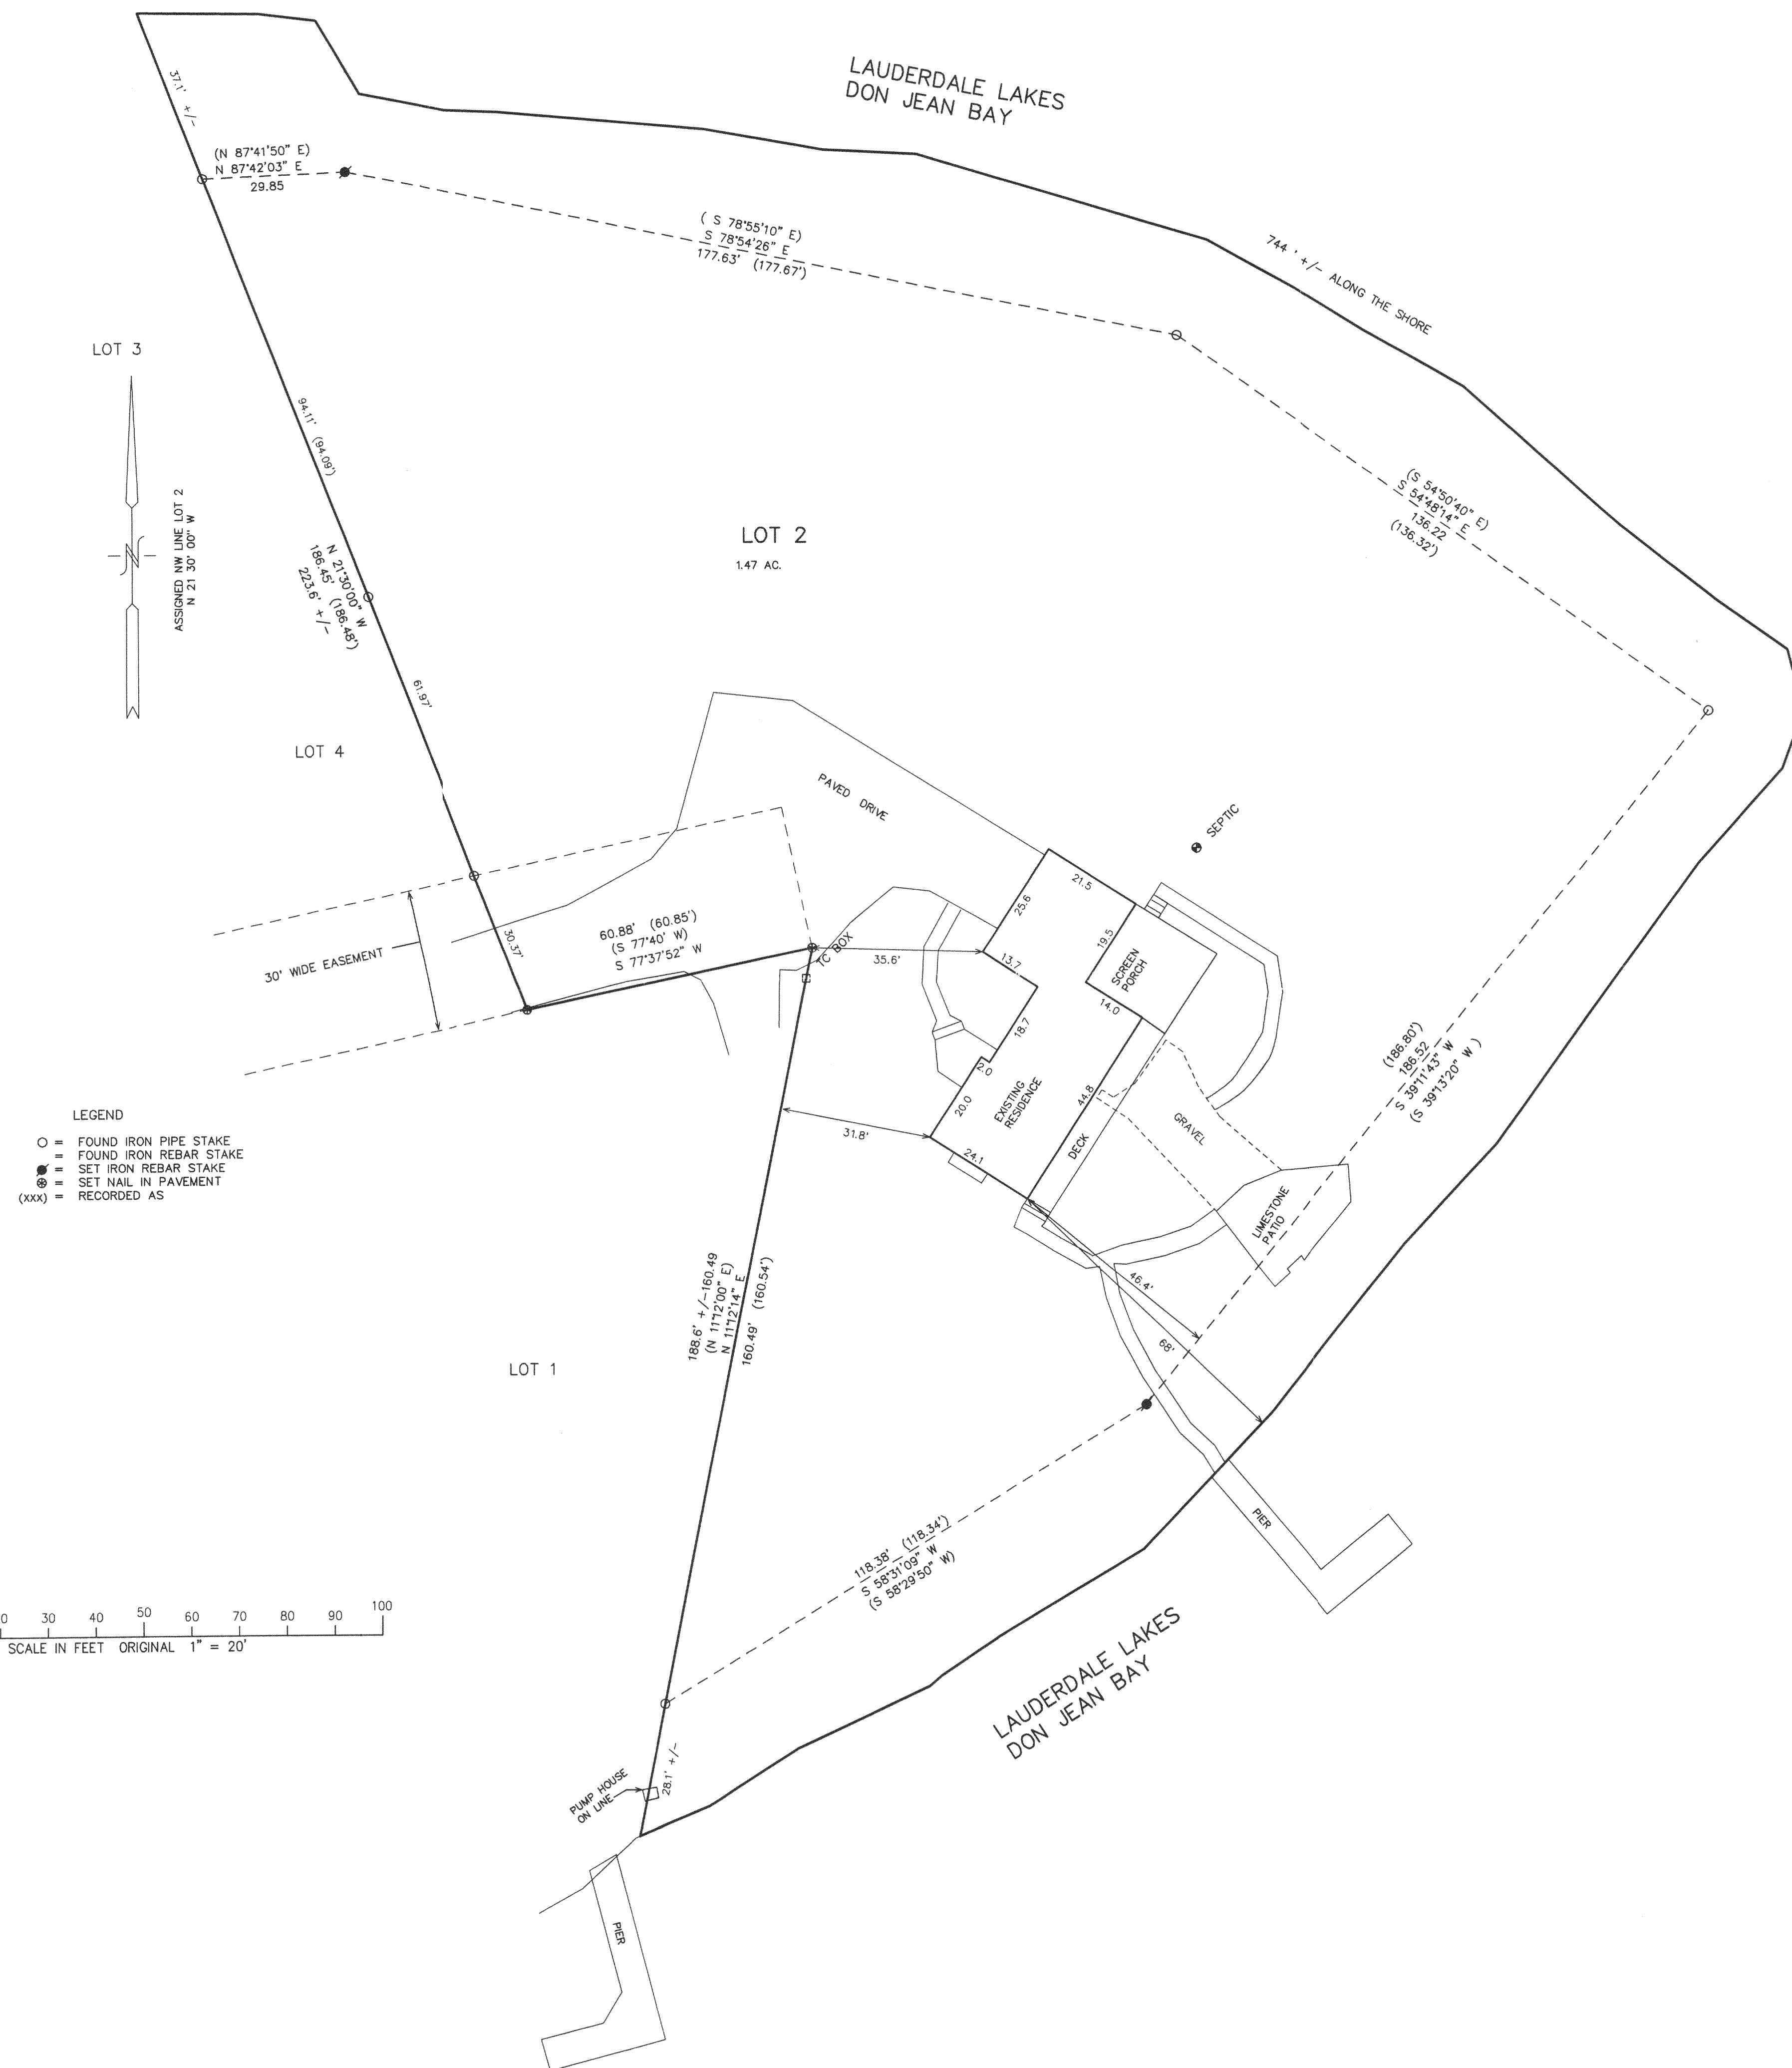 LAUDERDALE LAKES
DON JEAN BAY
37.1' +/-
(N 87°41'50" E)
N 87°42'03" E
29.85
( S 78°55'10" E)
S 78°54'26" E
177.63' (177.67')
744 ' +/- ALONG THE SHORE
LOT 3
94.11' (94.09')
(S 54°50'40" E)
S 54°48'14" E
136.22
(136.32')
ASSIGNED NW LINE LOT 2
N 21 30' 00" W
N
LOT 2
1.47 AC.
N 21°30'00" W
186.45' (186.48')
223.6' +/-
61.97'
LOT 4
PAVED DRIVE
SEPTIC
21.5
25.6
30' WIDE EASEMENT
30.37'
60.88' (60.85')
(S 77°40' W)
S 77°37'52" W
TC BOX
35.6'
13.7
19.5
SCREEN
PORCH
14.0
18.7
2.0
20.0
EXISTING
RESIDENCE
44.8
DECK
GRAVEL
31.8'
24.1
(186.80')
186.52
S 39°11'43" W
(S 39°13'20" W )
LEGEND
= FOUND IRON PIPE STAKE
= FOUND IRON REBAR STAKE
= SET IRON REBAR STAKE
= SET NAIL IN PAVEMENT
(xxx) = RECORDED AS
LIMESTONE
PATIO
46.4'
68'
188.6' +/-160.49
(N 11°12'00" E)
N 11°12'14" E
160.49' (160.54')
LOT 1
118.38' (118.34')
S 58°31'09" W
(S 58°29'50" W)
PIER
0 30 40 50 60 70 80 90 100
SCALE IN FEET ORIGINAL 1" = 20'
LAUDERDALE LAKES
DON JEAN BAY
PUMP HOUSE
ON LINE
28.1' +/-
PIER